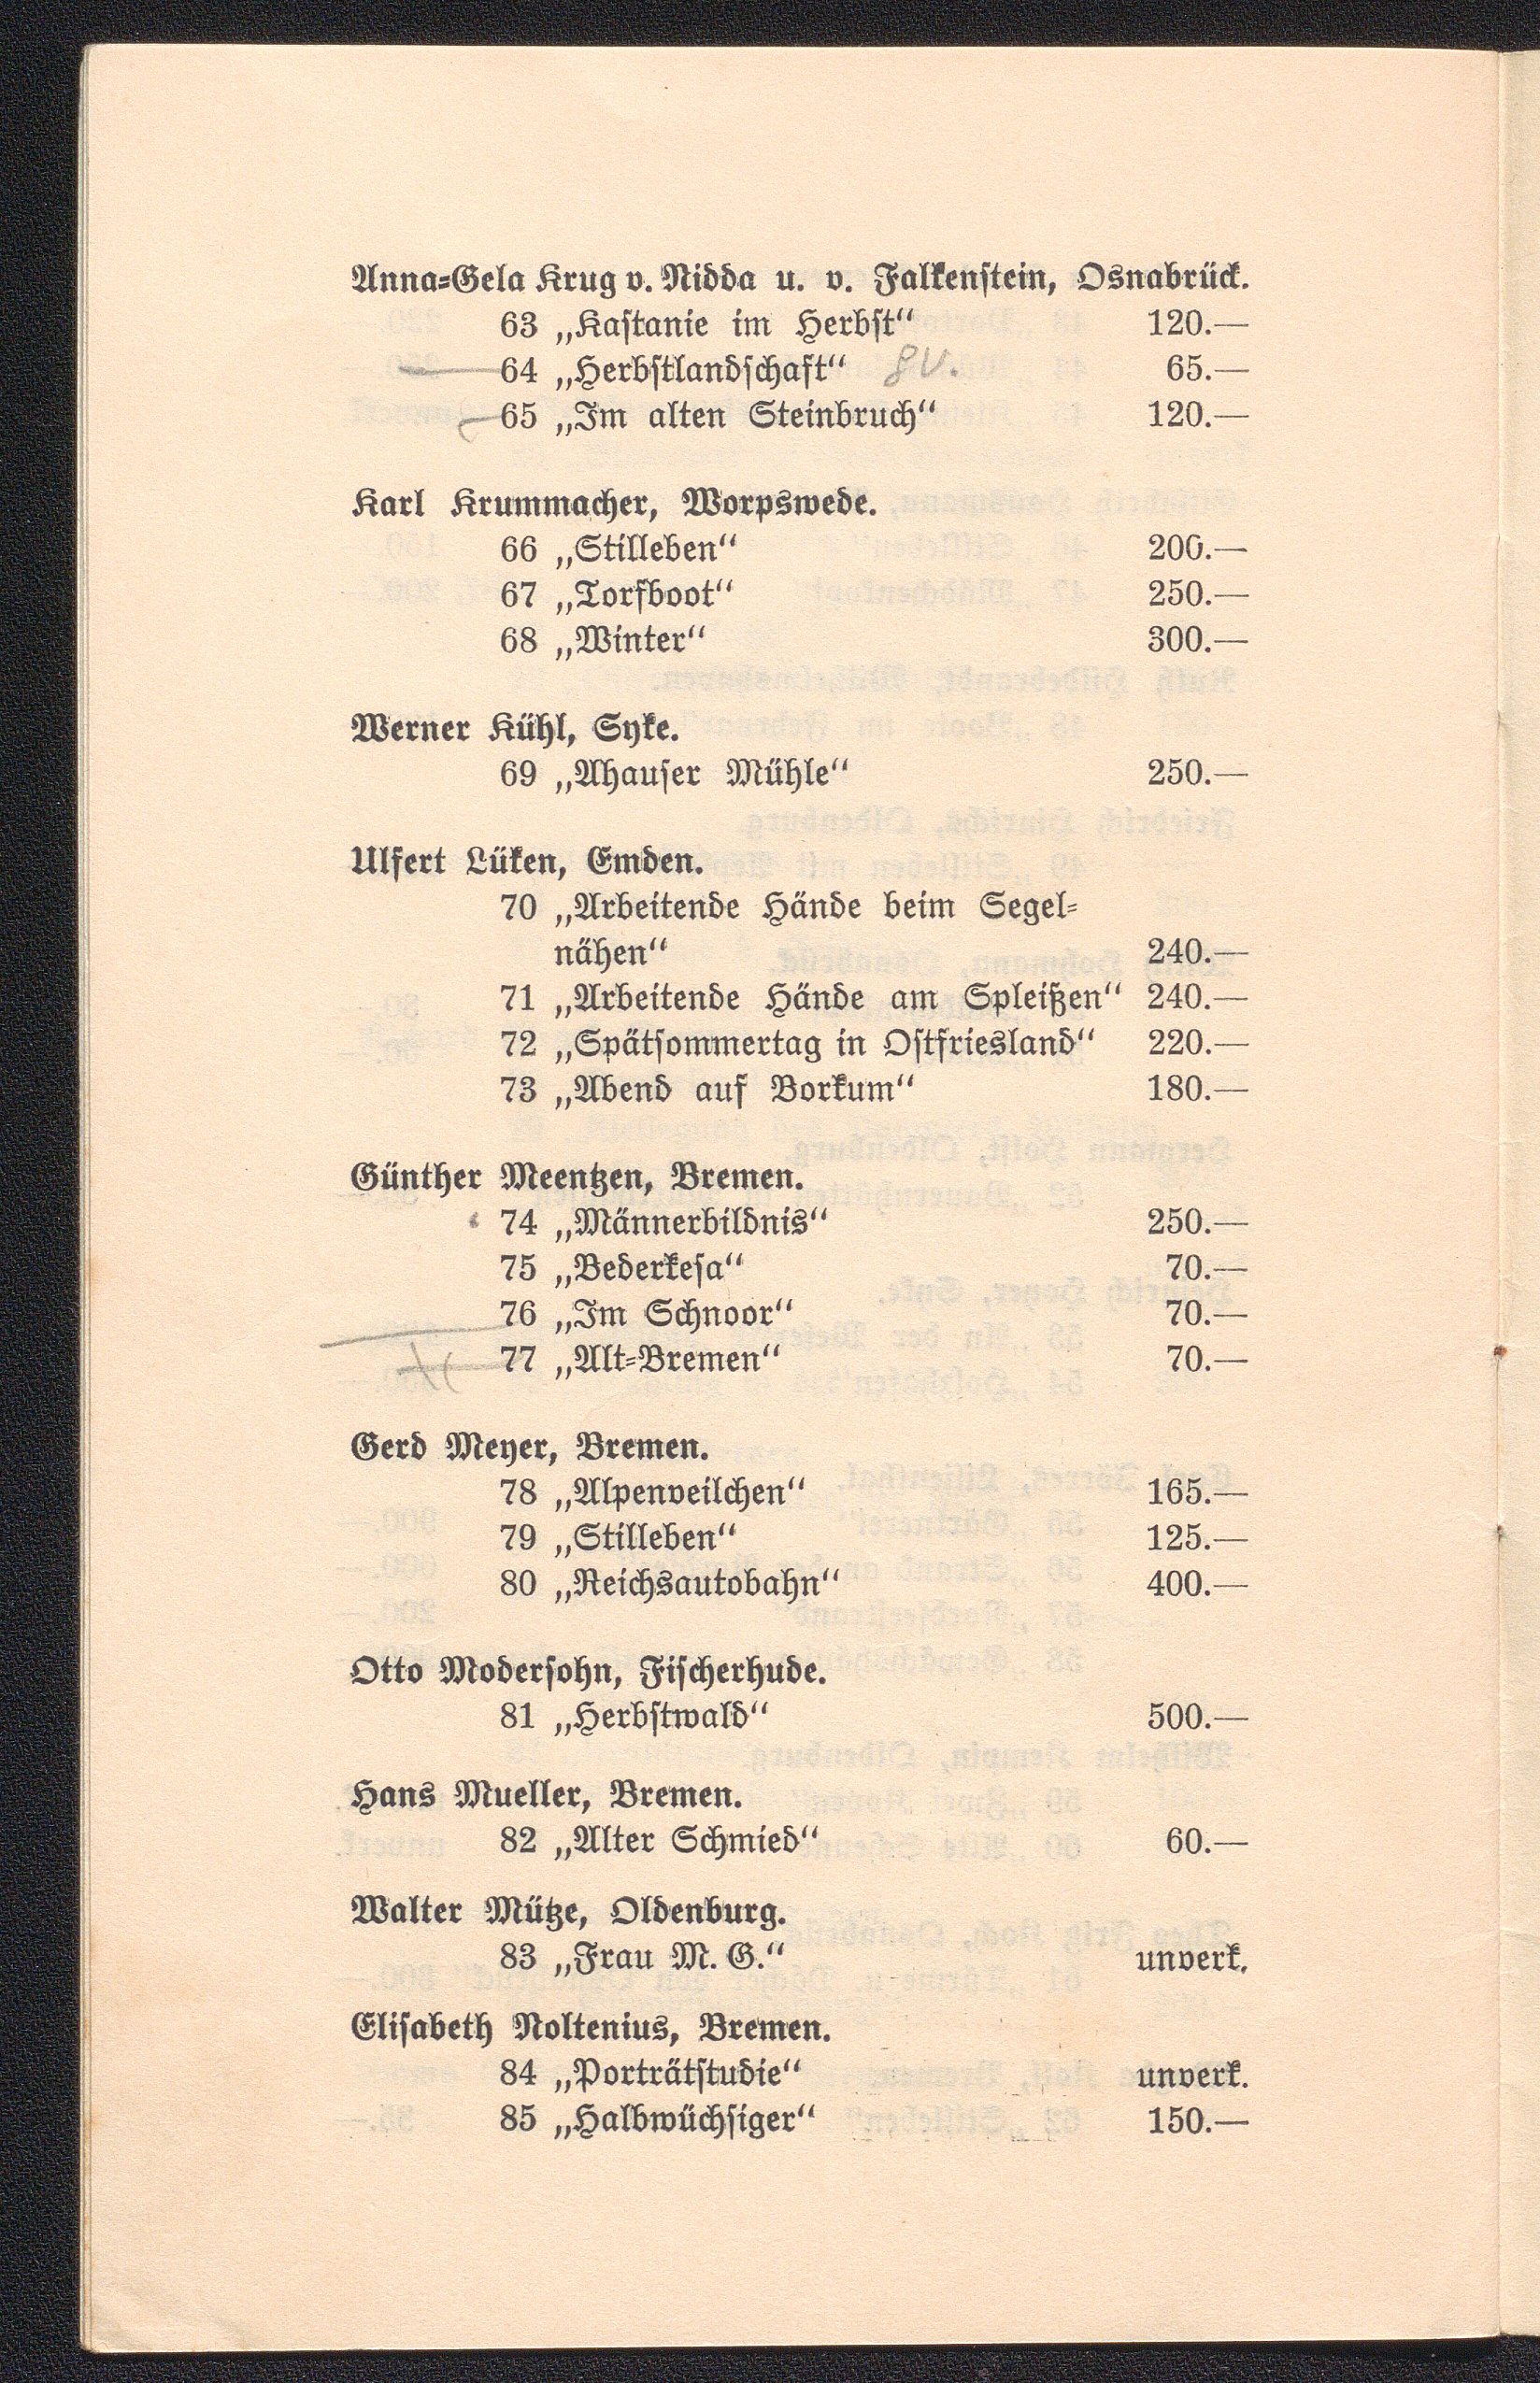 Anna-Gela Krug v. Nidda u. v. Falkenstein, Osnabrück.
63 „Kastanie im Herbst“ 120.—
64 „Herbstlandschaft“ 65.—
65 „Im alten Steinbruch“ 120.—
Karl Krummacher, Worpswede.
66 „Stilleben“ 200.—
67 „Torfboot“ 250.—
68 „Winter“ 300.—
Werner Kühl, Syke.
69 „Ahauser Mühle“ 250.—
Ulfert Lüken, Emden.
70 „Arbeitende Hände beim Segel-
nähen“ 240.—
71 „Arbeitende Hände am Spleißen“ 240.—
72 „Spätsommertag in Ostfriesland“ 220.—
73 „Abend auf Borkum“ 180.—
Günther Meentzen, Bremen.
74 „Männerbildnis“ 250.—
75 „Bederkesa“ 70.—
76 „Im Schnoor“ 70.—
77 „Alt-Bremen“ 70.—
Gerd Meyer, Bremen.
78 „Alpenveilchen“ 165.—
79 „Stilleben“ 125.—
80 „Reichsautobahn“ 400.—
Otto Modersohn, Fischerhude.
81 „Herbstwald“ 500.—
Hans Mueller, Bremen.
82 „Alter Schmied“ 60.—
Walter Mütze, Oldenburg.
83 „Frau M. G.“ unverk.
Elisabeth Noltenius, Bremen.
84 „Porträtstudie“ unverk.
85 „Halbwüchsiger“ 150.—